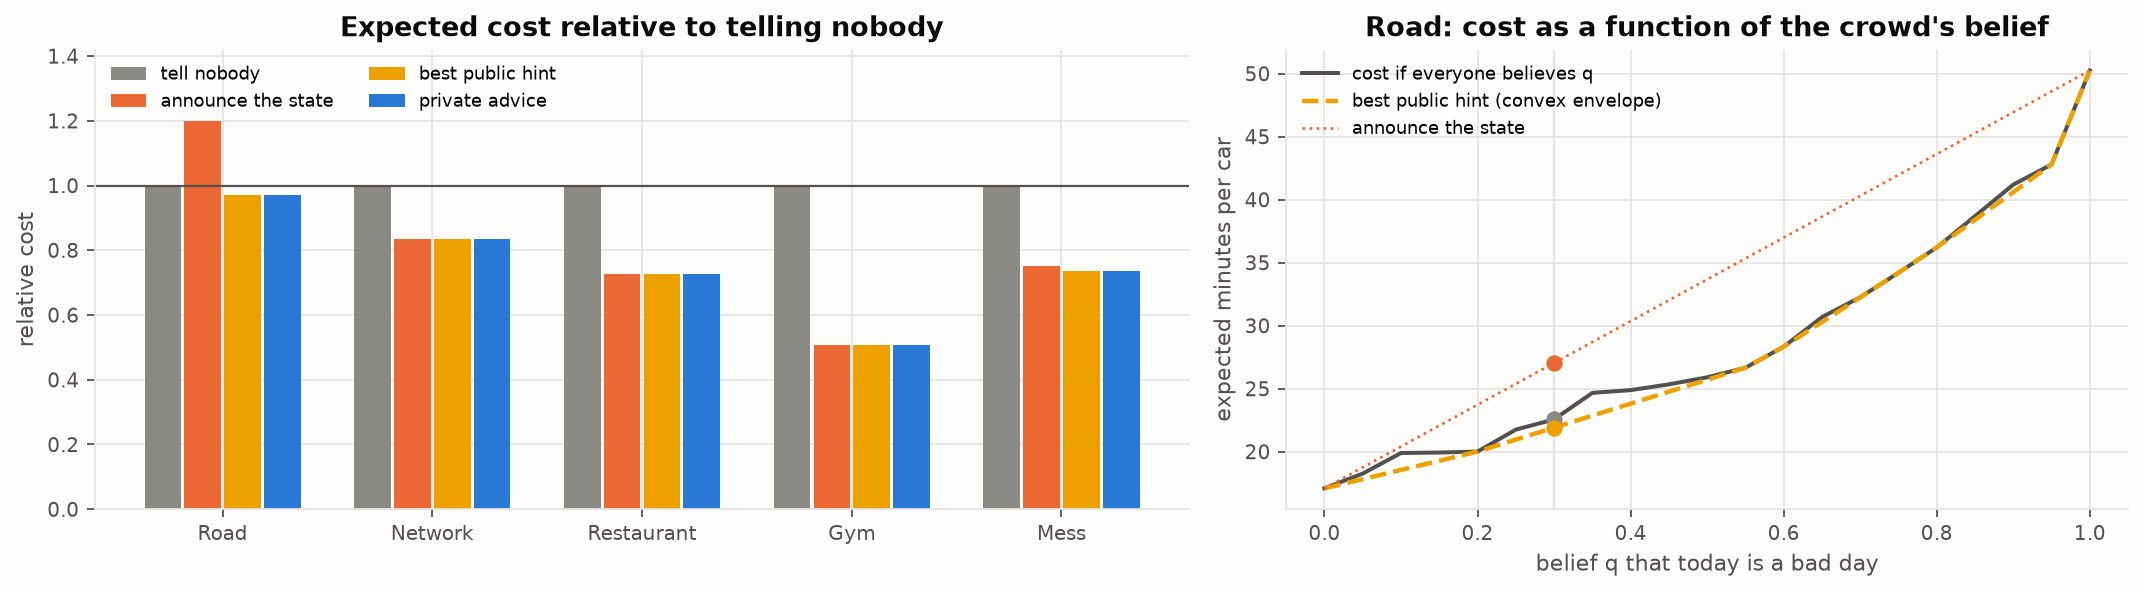 Expected cost relative to telling nobody
tell nobody
announce the state
best public hint
private advice
relative cost
1.4
1.2
1.0
0.8
0.6
0.4
0.2
0.0
Road
Network
Restaurant
Gym
Mess
Road: cost as a function of the crowd's belief
cost if everyone believes q
best public hint (convex envelope)
announce the state
expected minutes per car
50
45
40
35
30
25
20
0.0
0.2
0.4
0.6
0.8
1.0
belief q that today is a bad day